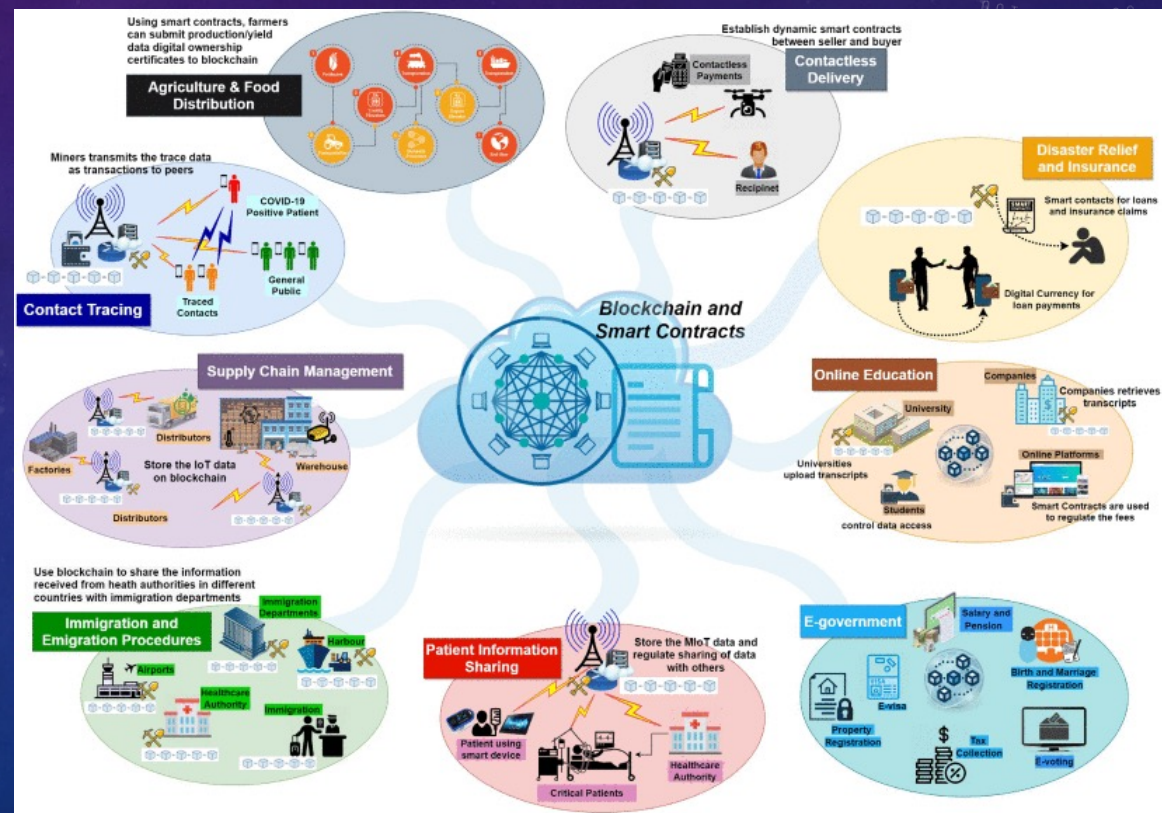 Using smart contracts, farmers
can submit production/yield
data digital ownership
certificates to blockchain
Agriculture & Food
Distribution
Establish dynamic smart contracts
between seller and buyer
Contactless
Delivery
Contactless
Payments
Recipinet
Miners transmits the trace data
as transactions to peers
COVID-19
Positive Patient
General
Public
Traced
Contacts
Contact Tracing
Disaster Relief
and Insurance
SMART
Smart contacts for loans
and insurance claims
Digital Currency for
loan payments
Blockchain and
Smart Contracts
Supply Chain Management
Distributors
Factories
Store the IoT data
on blockchain
Warehouse
Distributors
Online Education
Companies
Companies retrieves
transcripts
University
Universities
upload transcripts
Online Platforms
Students
control data access
Smart Contracts are used
to regulate the fees
Use blockchain to share the information
received from heath authorities in different
countries with immigration departments
Immigration and
Emigration Procedures
Immigration
Departments
Harbour
Airports
Healthcare
Authority
Immigration
Patient Information
Sharing
Store the MIoT data and
regulate sharing of data
with others
Patient using
smart device
Healthcare
Authority
Critical Patients
E-government
Salary and
Pension
Birth and Marriage
Registration
VISA
E-visa
Property
Registration
$
Tax
Collection
E-voting